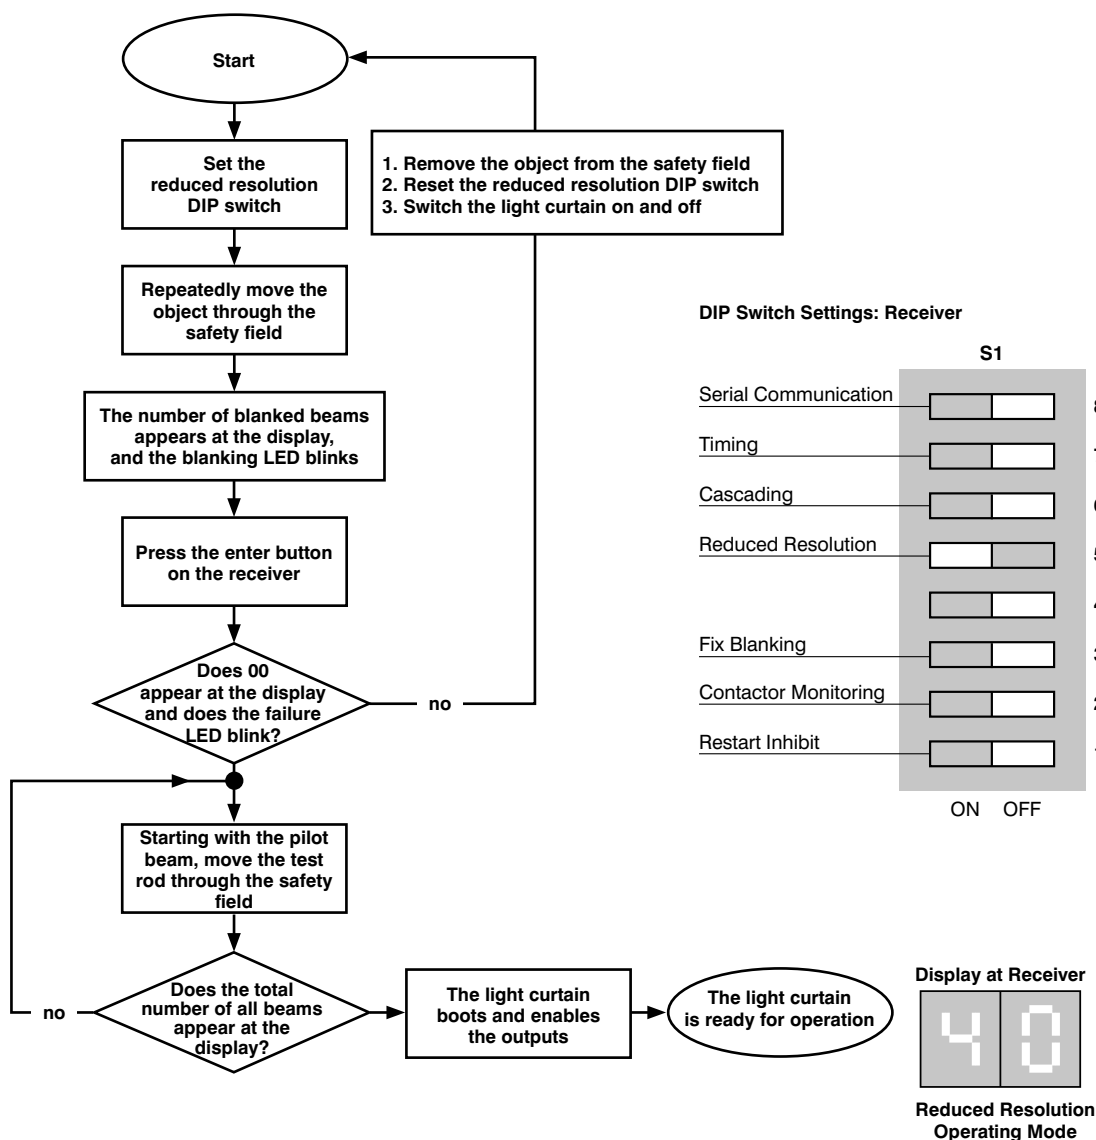 Start
Set the
reduced resolution
DIP switch
Repeatedly move the
object through the
safety field
The number of blanked beams
appears at the display,
and the blanking LED blinks
Press the enter button
on the receiver
Does 00
appear at the display
and does the failure
LED blink?
no
1. Remove the object from the safety field
2. Reset the reduced resolution DIP switch
3. Switch the light curtain on and off
Starting with the pilot
beam, move the test
rod through the safety
field
Does the total
number of all beams
appear at the
display?
no
The light curtain
boots and enables
the outputs
The light curtain
is ready for operation
DIP Switch Settings: Receiver
S1
Serial Communication
Timing
Cascading
Reduced Resolution
Fix Blanking
Contactor Monitoring
Restart Inhibit
ON OFF
Display at Receiver
40
Reduced Resolution
Operating Mode